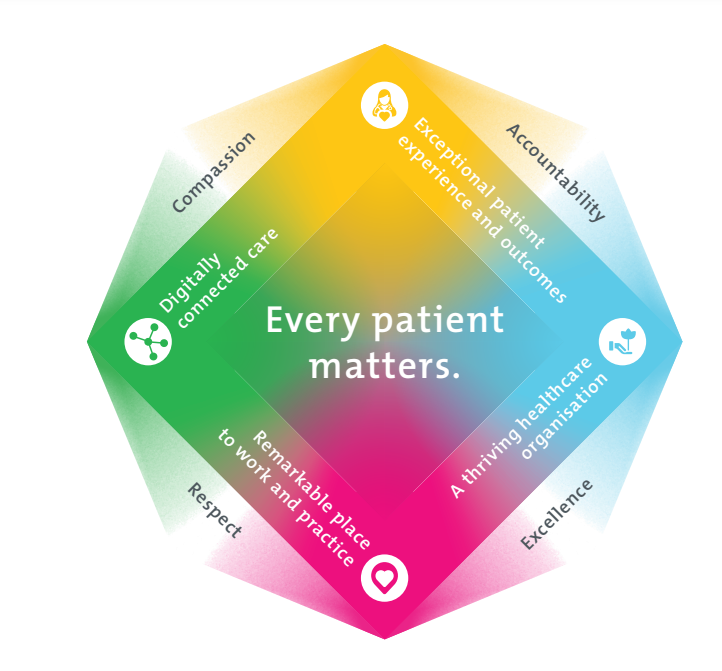 Compassion
Accountability
Exceptional patient
experience and outcomes
Digitally
connected care
Every patient
matters.
A thriving healthcare
organisation
Remarkable place
to work and practice
Respect
Excellence